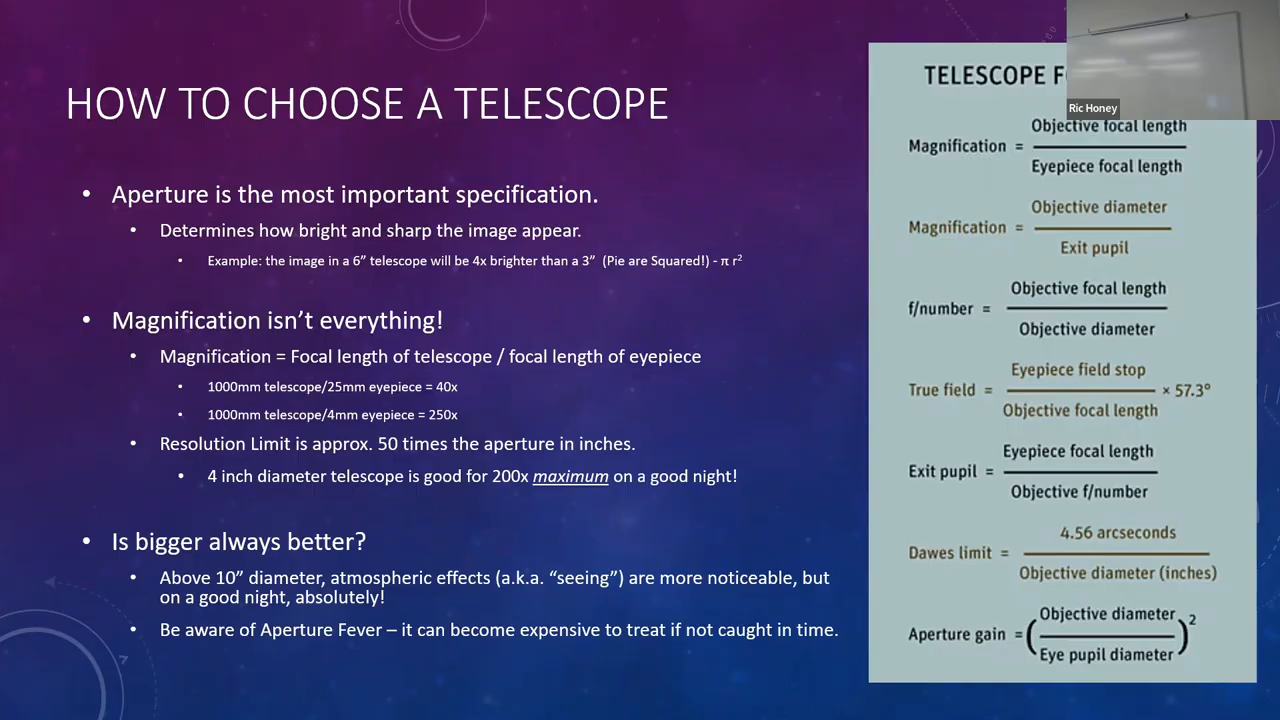 HOW TO CHOOSE A TELESCOPE
• Aperture is the most important specification.
• Determines how bright and sharp the image appear.
• Example: the image in a 6” telescope will be 4x brighter than a 3” (Pie are Squared!) - π r²
• Magnification isn’t everything!
• Magnification = Focal length of telescope / focal length of eyepiece
• 1000mm telescope/25mm eyepiece = 40x
• 1000mm telescope/4mm eyepiece = 250x
• Resolution Limit is approx. 50 times the aperture in inches.
• 4 inch diameter telescope is good for 200x maximum on a good night!
• Is bigger always better?
• Above 10” diameter, atmospheric effects (a.k.a. “seeing”) are more noticeable, but
on a good night, absolutely!
• Be aware of Aperture Fever – it can become expensive to treat if not caught in time.
TELESCOPE
Ric Honey
Objective focal length
Magnification =
Eyepiece focal length
Objective diameter
Magnification =
Exit pupil
Objective focal length
f/number =
Objective diameter
Eyepiece field stop
True field = × 57.3°
Objective focal length
Eyepiece focal length
Exit pupil =
Objective f/number
4.56 arcseconds
Dawes limit =
Objective diameter (inches)
Objective diameter
Aperture gain = ( )²
Eye pupil diameter